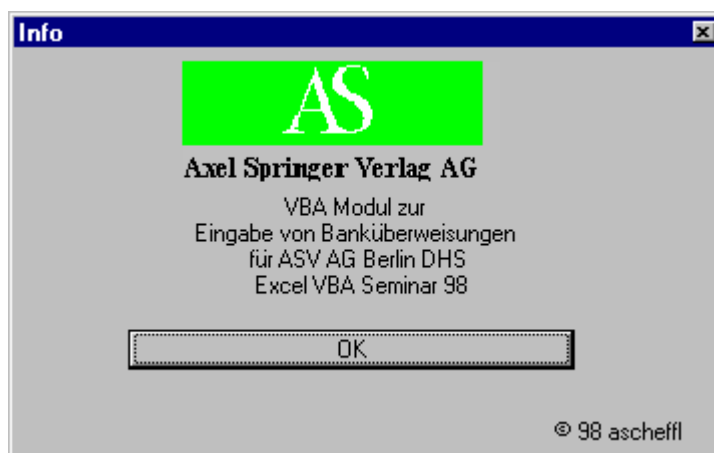 Info
AS
Axel Springer Verlag AG
VBA Modul zur
Eingabe von Banküberweisungen
für ASV AG Berlin DHS
Excel VBA Seminar 98
OK
© 98 ascheffl